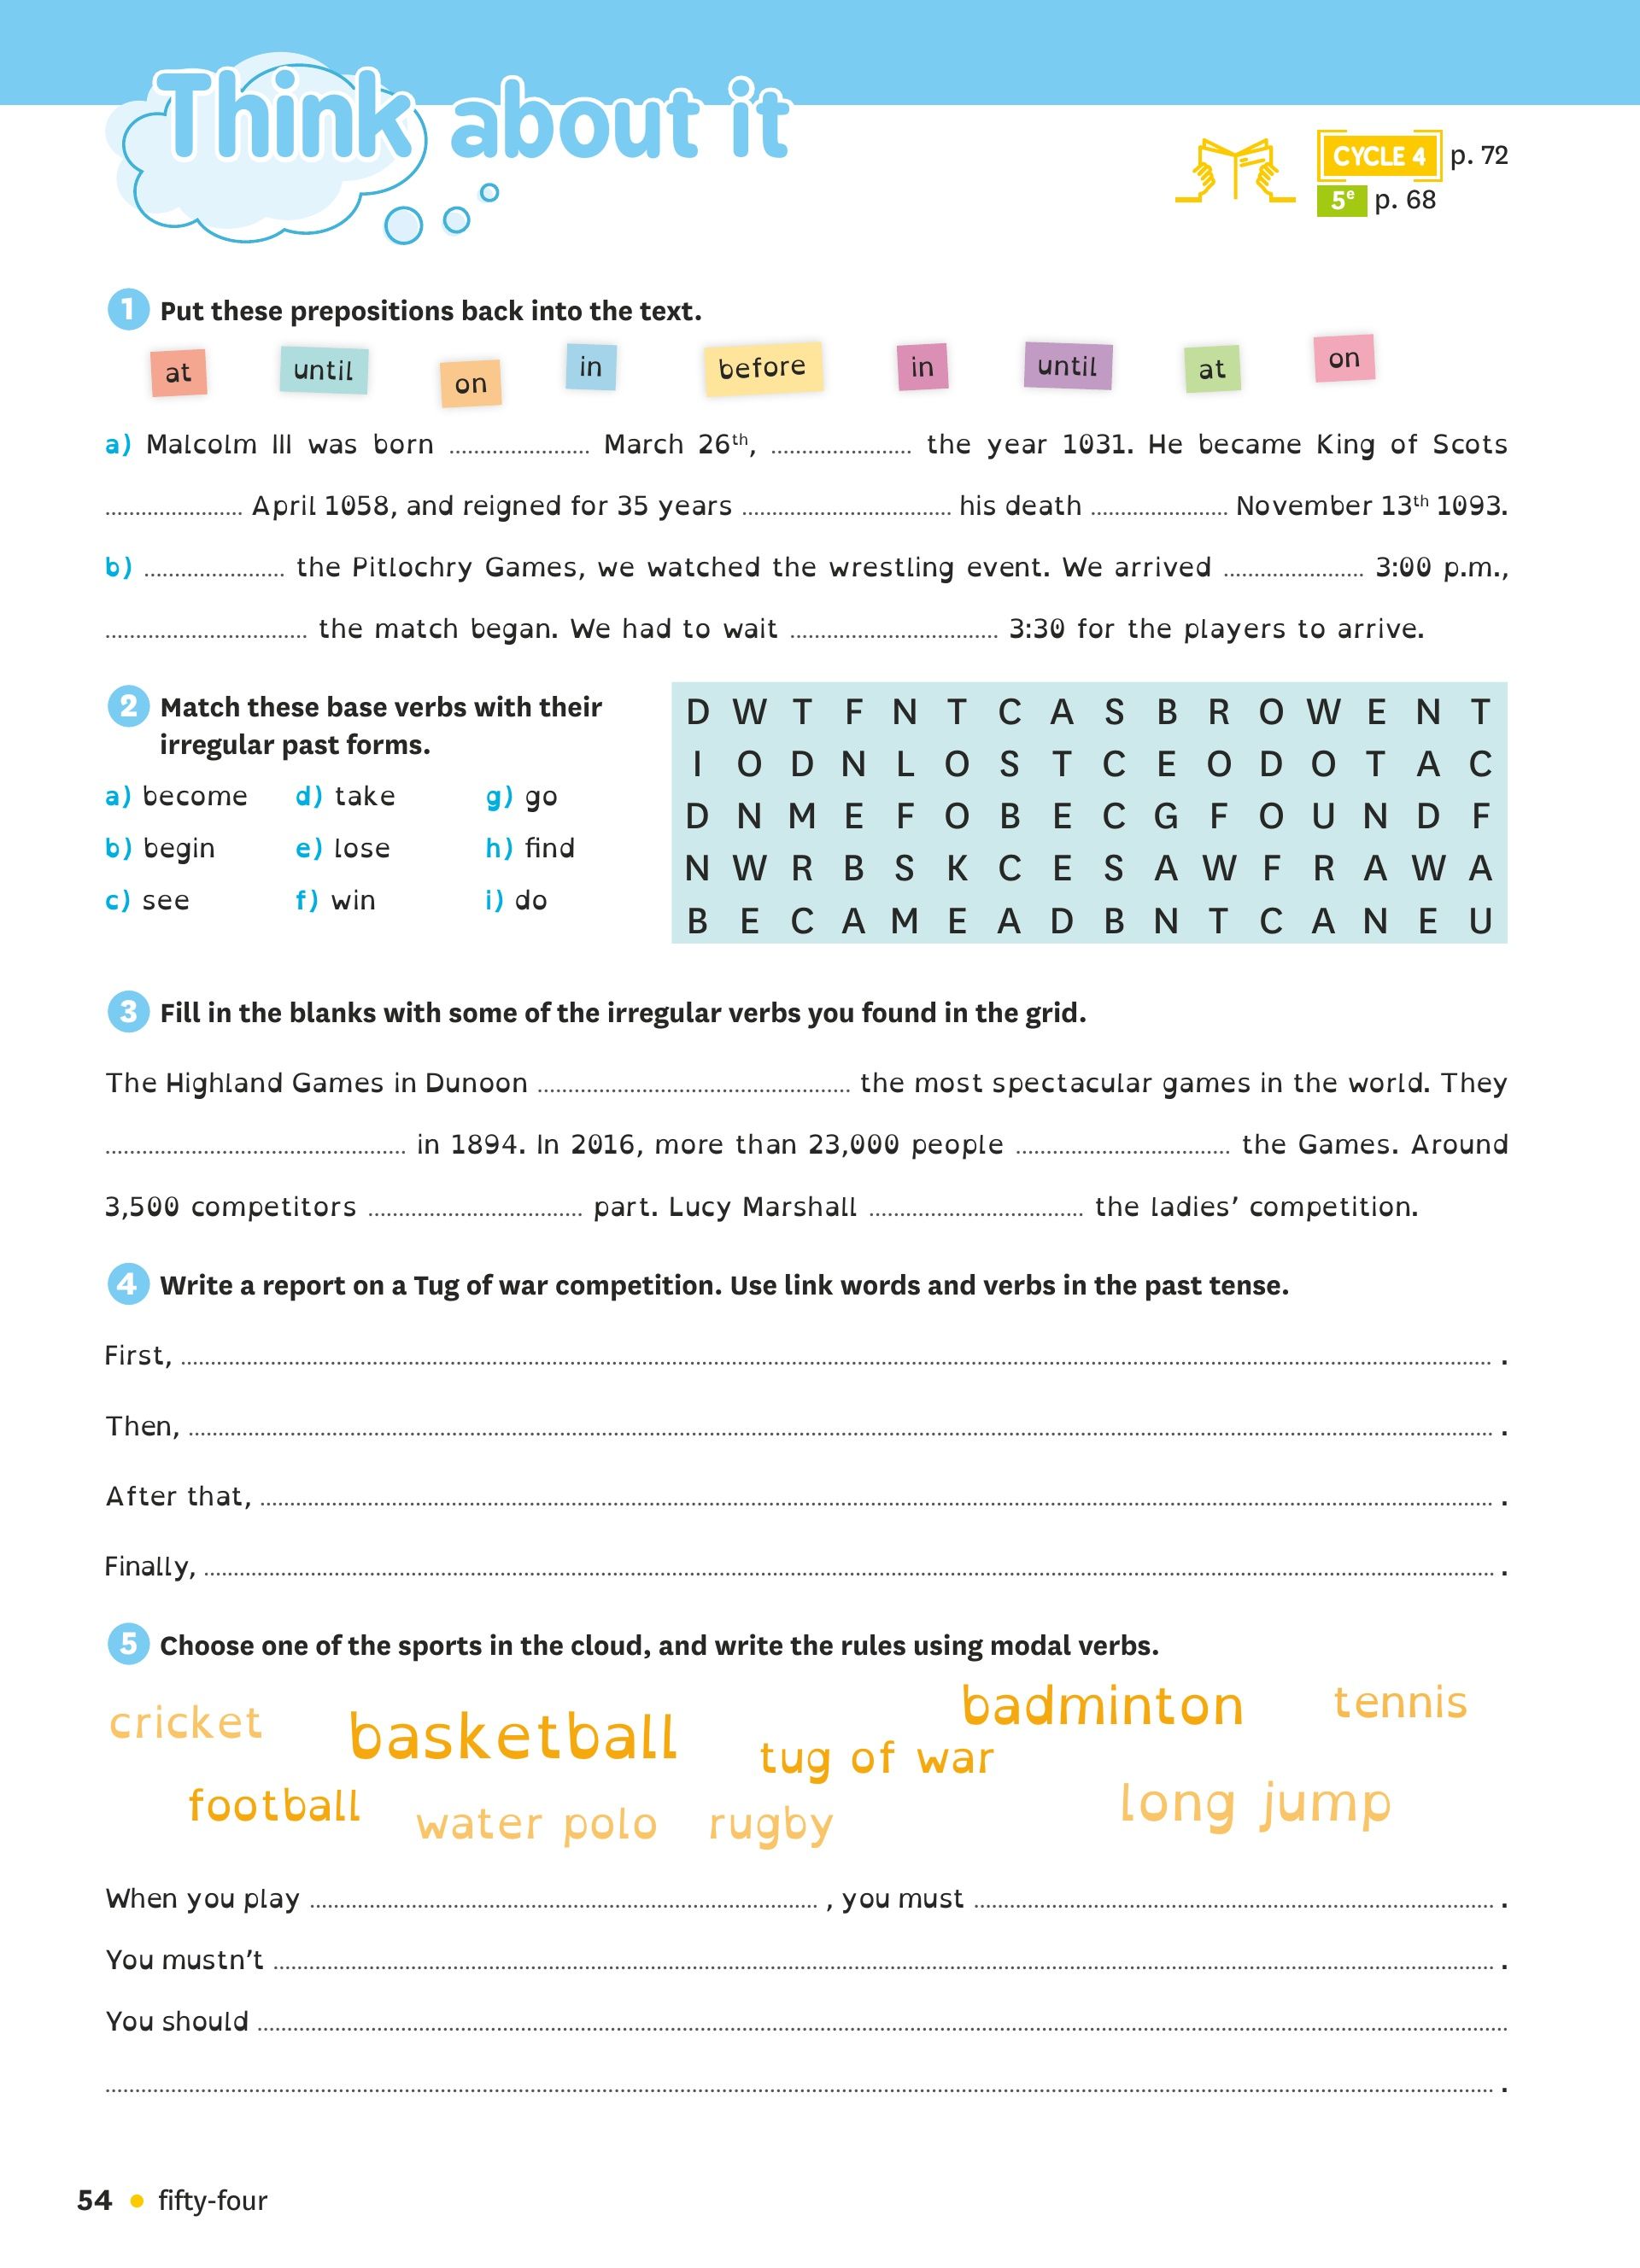 Think about it
CYCLE 4 p. 72
5e p. 68
1 Put these prepositions back into the text.
at until on in before in until at on
a) Malcolm III was born ........................ March 26th, ........................ the year 1031. He became King of Scots
........................ April 1058, and reigned for 35 years .................................... his death ........................ November 13th 1093.
b) ........................ the Pitlochry Games, we watched the wrestling event. We arrived ........................ 3:00 p.m.,
................................... the match began. We had to wait .................................... 3:30 for the players to arrive.
2 Match these base verbs with their
irregular past forms.
a) become d) take g) go
b) begin e) lose h) find
c) see f) win i) do
D W T F N T C A S B R O W E N T
I O D N L O S T C E O D O T A C
D N M E F O B E C G F O U N D F
N W R B S K C E S A W F R A W A
B E C A M E A D B N T C A N E U
3 Fill in the blanks with some of the irregular verbs you found in the grid.
The Highland Games in Dunoon ...................................................... the most spectacular games in the world. They
.................................................... in 1894. In 2016, more than 23,000 people ..................................... the Games. Around
3,500 competitors ..................................... part. Lucy Marshall ..................................... the ladies’ competition.
4 Write a report on a Tug of war competition. Use link words and verbs in the past tense.
First, .................................................................................................... .
Then, .................................................................................................... .
After that, .................................................................................................... .
Finally, .................................................................................................... .
5 Choose one of the sports in the cloud, and write the rules using modal verbs.
cricket basketball badminton tennis
tug of war
football water polo rugby long jump
When you play .................................................... , you must .................................................... .
You mustn’t .................................................................................................... .
You should ....................................................................................................
.................................................................................................... .
54 • fifty-four